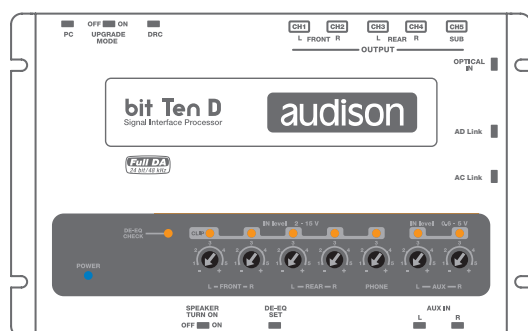 OFF ON
PC UPGRADE MODE DRC
CH1 CH2 CH3 CH4 CH5
L FRONT R L REAR R SUB
OUTPUT
OPTICAL IN
bit Ten D
Signal Interface Processor
audison
AD Link
Full DA
24 bit/48 kHz
AC Link
IN level 2 - 15 V IN level 0.6 - 5 V
DE-EQ CHECK
CLIP
POWER
L FRONT R L REAR R PHONE L AUX R
SPEAKER TURN ON DE-EQ SET AUX IN
OFF ON L R